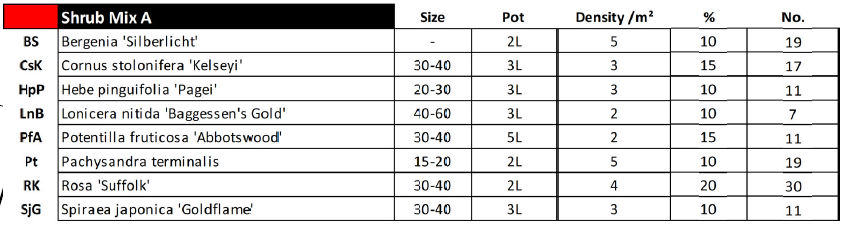 Shrub Mix A Size Pot Density /m² % No.
BS Bergenia 'Silberlicht' - 2L 5 10 19
CsK Cornus stolonifera 'Kelseyi' 30-40 3L 3 15 17
HpP Hebe pinguifolia 'Pagei' 20-30 3L 3 10 11
LnB Lonicera nitida 'Baggessen's Gold' 40-60 3L 2 10 7
PfA Potentilla fruticosa 'Abbotswood' 30-40 5L 2 15 11
Pt Pachysandra terminalis 15-20 2L 5 10 19
RK Rosa 'Suffolk' 30-40 2L 4 20 30
SjG Spiraea japonica 'Goldflame' 30-40 3L 3 10 11